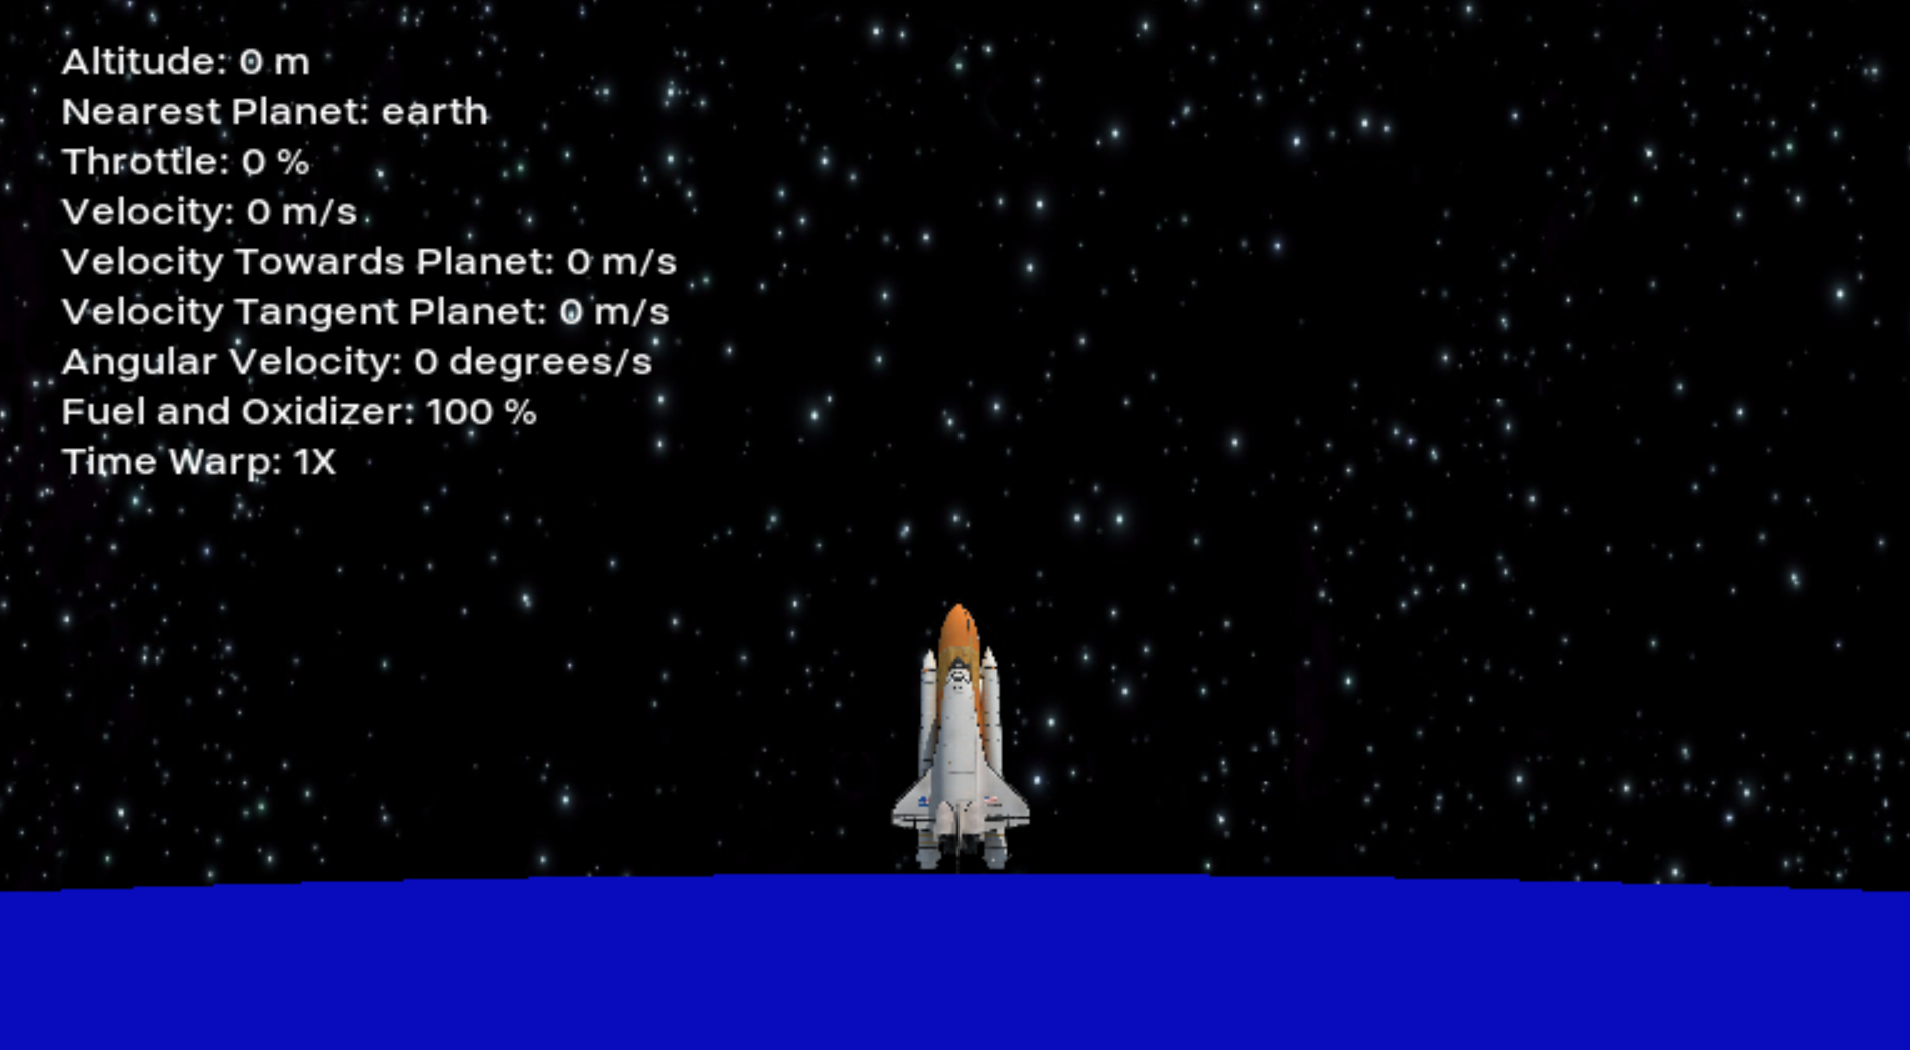 Altitude: 0 m
Nearest Planet: earth
Throttle: 0 %
Velocity: 0 m/s
Velocity Towards Planet: 0 m/s
Velocity Tangent Planet: 0 m/s
Angular Velocity: 0 degrees/s
Fuel and Oxidizer: 100 %
Time Warp: 1X